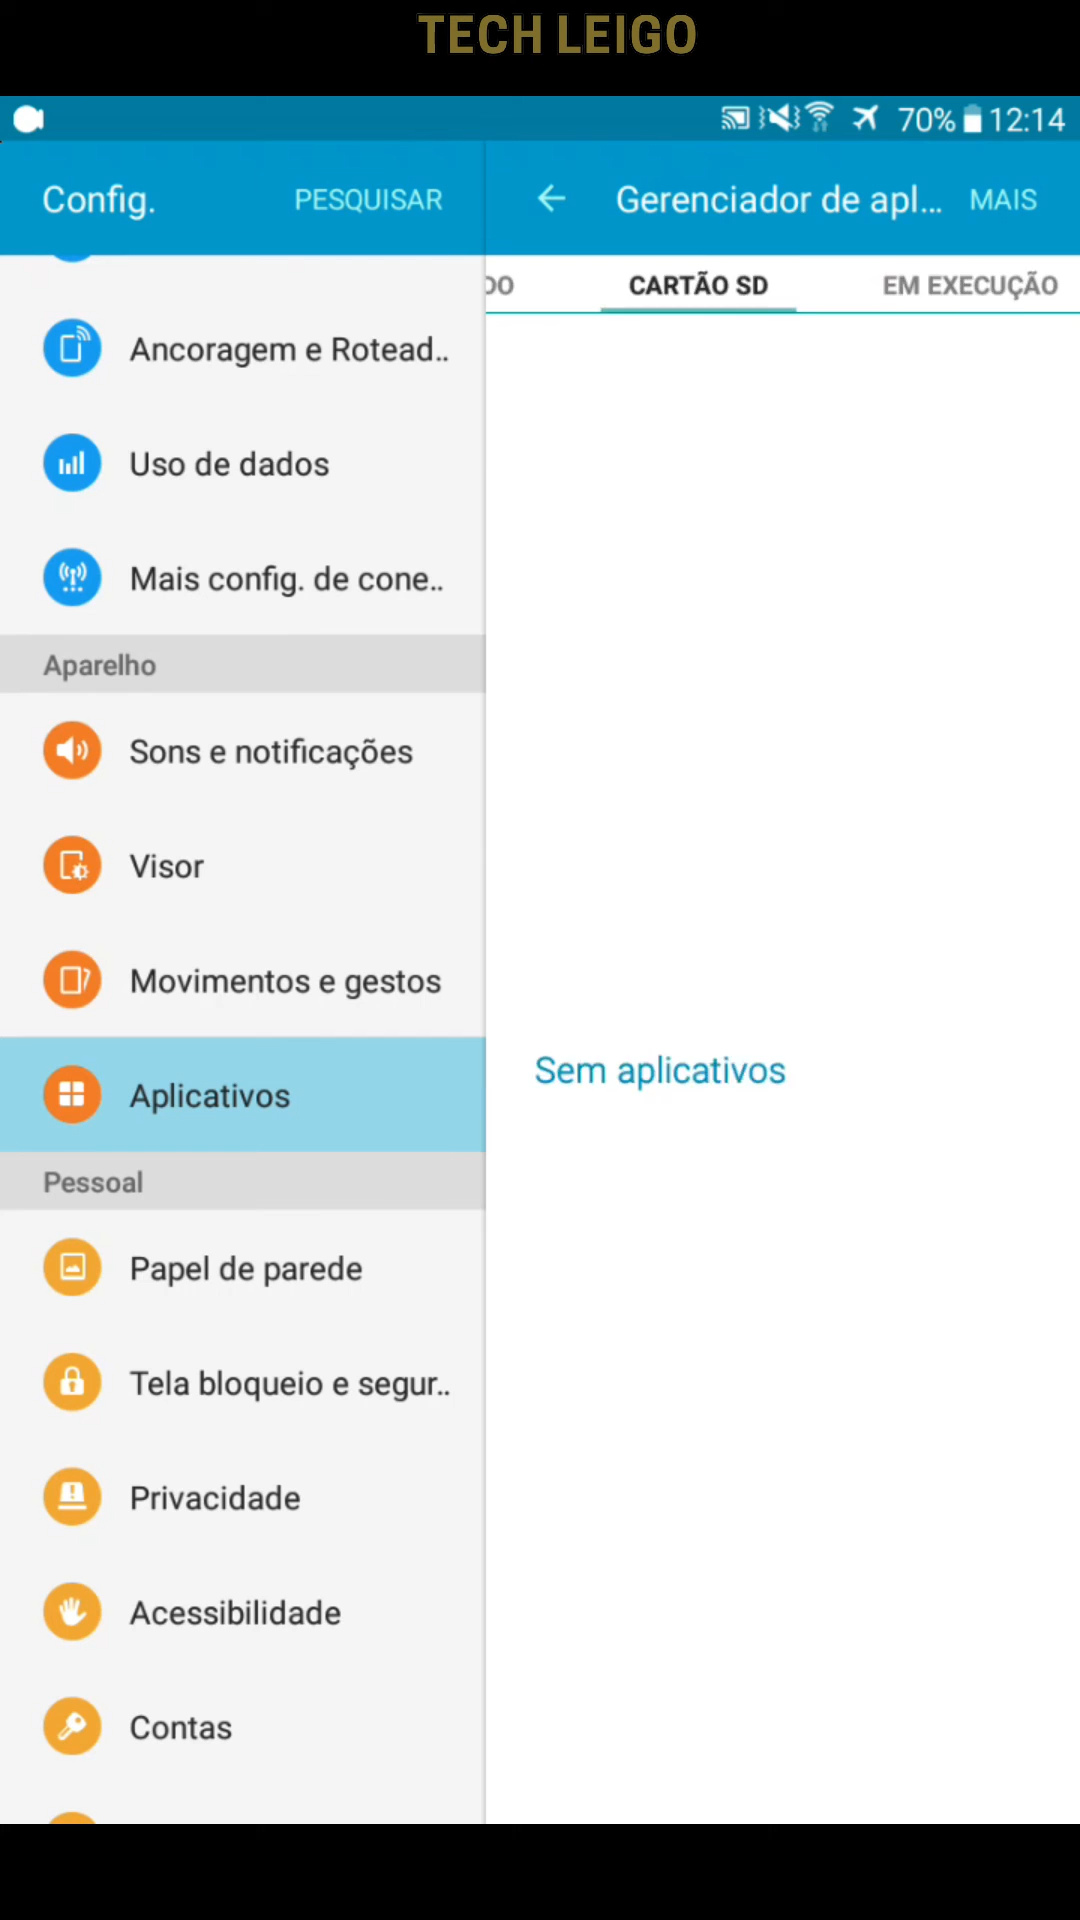 TECH LEIGO
70% 12:14
Config.
PESQUISAR
Gerenciador de apl...
MAIS
DO
CARTÃO SD
EM EXECUÇÃO
Ancoragem e Rotead..
Uso de dados
Mais config. de cone..
Aparelho
Sons e notificações
Visor
Movimentos e gestos
Aplicativos
Sem aplicativos
Pessoal
Papel de parede
Tela bloqueio e segur..
Privacidade
Acessibilidade
Contas